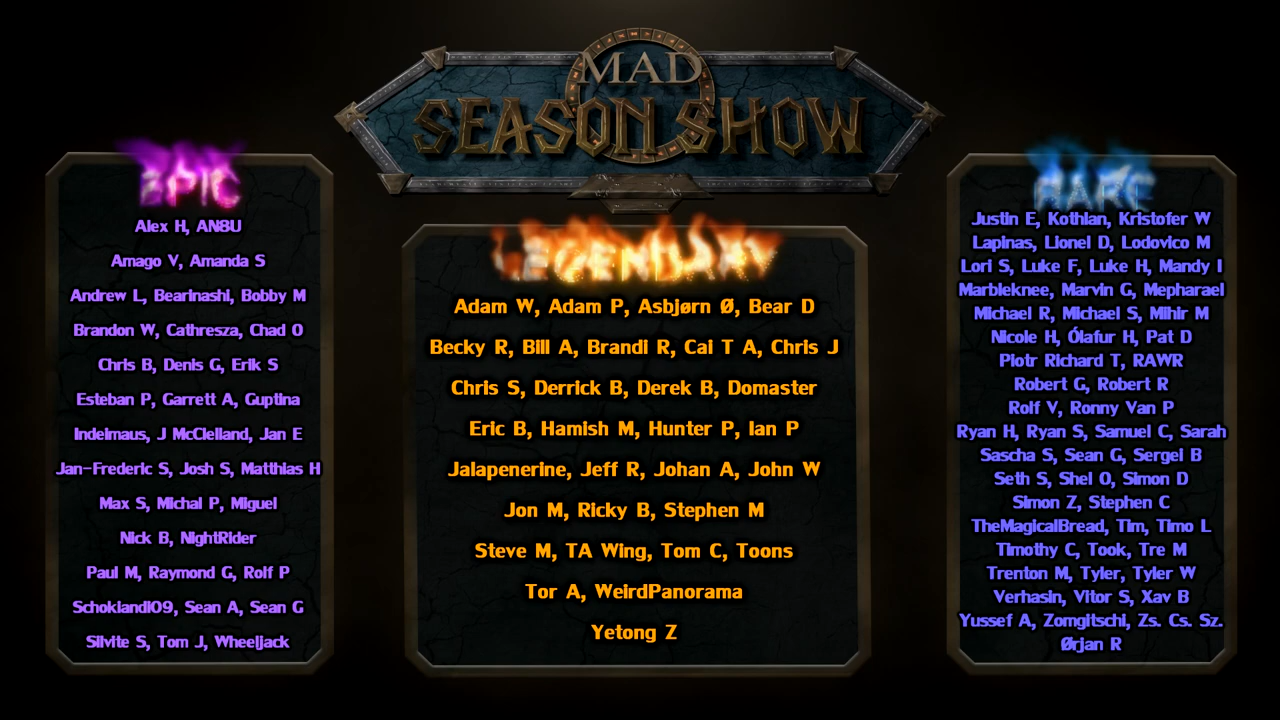 MAD
SEASON SHOW
EPIC
Alex H, AN8U
Amago V, Amanda S
Andrew L, Bearinashi, Bobby M
Brandon W, Cathresza, Chad O
Chris B, Denis G, Erik S
Esteban P, Garrett A, Guptina
Indelmaus, J McClelland, Jan E
Jan-Frederic S, Josh S, Matthias H
Max S, Michal P, Miguel
Nick B, NightRider
Paul M, Raymond G, Rolf P
Schoklandl09, Sean A, Sean G
Silvite S, Tom J, Wheeljack
LEGENDARY
Adam W, Adam P, Asbjørn Ø, Bear D
Becky R, Bill A, Brandi R, Cai T A, Chris J
Chris S, Derrick B, Derek B, Domaster
Eric B, Hamish M, Hunter P, Ian P
Jalapenerine, Jeff R, Johan A, John W
Jon M, Ricky B, Stephen M
Steve M, TA Wing, Tom C, Toons
Tor A, WeirdPanorama
Yetong Z
RARE
Justin E, Kothian, Kristofer W
Lapinas, Lionel D, Lodovico M
Lori S, Luke F, Luke H, Mandy I
Marbleknee, Marvin G, Mepharael
Michael R, Michael S, Mihir M
Nicole H, Ólafur H, Pat D
Piotr Richard T, RAWR
Robert G, Robert R
Rolf V, Ronny Van P
Ryan H, Ryan S, Samuel C, Sarah
Sascha S, Sean G, Sergei B
Seth S, Shel O, Simon D
Simon Z, Stephen C
TheMagicalBread, Tim, Timo L
Timothy C, Took, Tre M
Trenton M, Tyler, Tyler W
Verhasin, Vitor S, Xav B
Yussef A, Zomgitschi, Zs. Cs. Sz.
Ørjan R